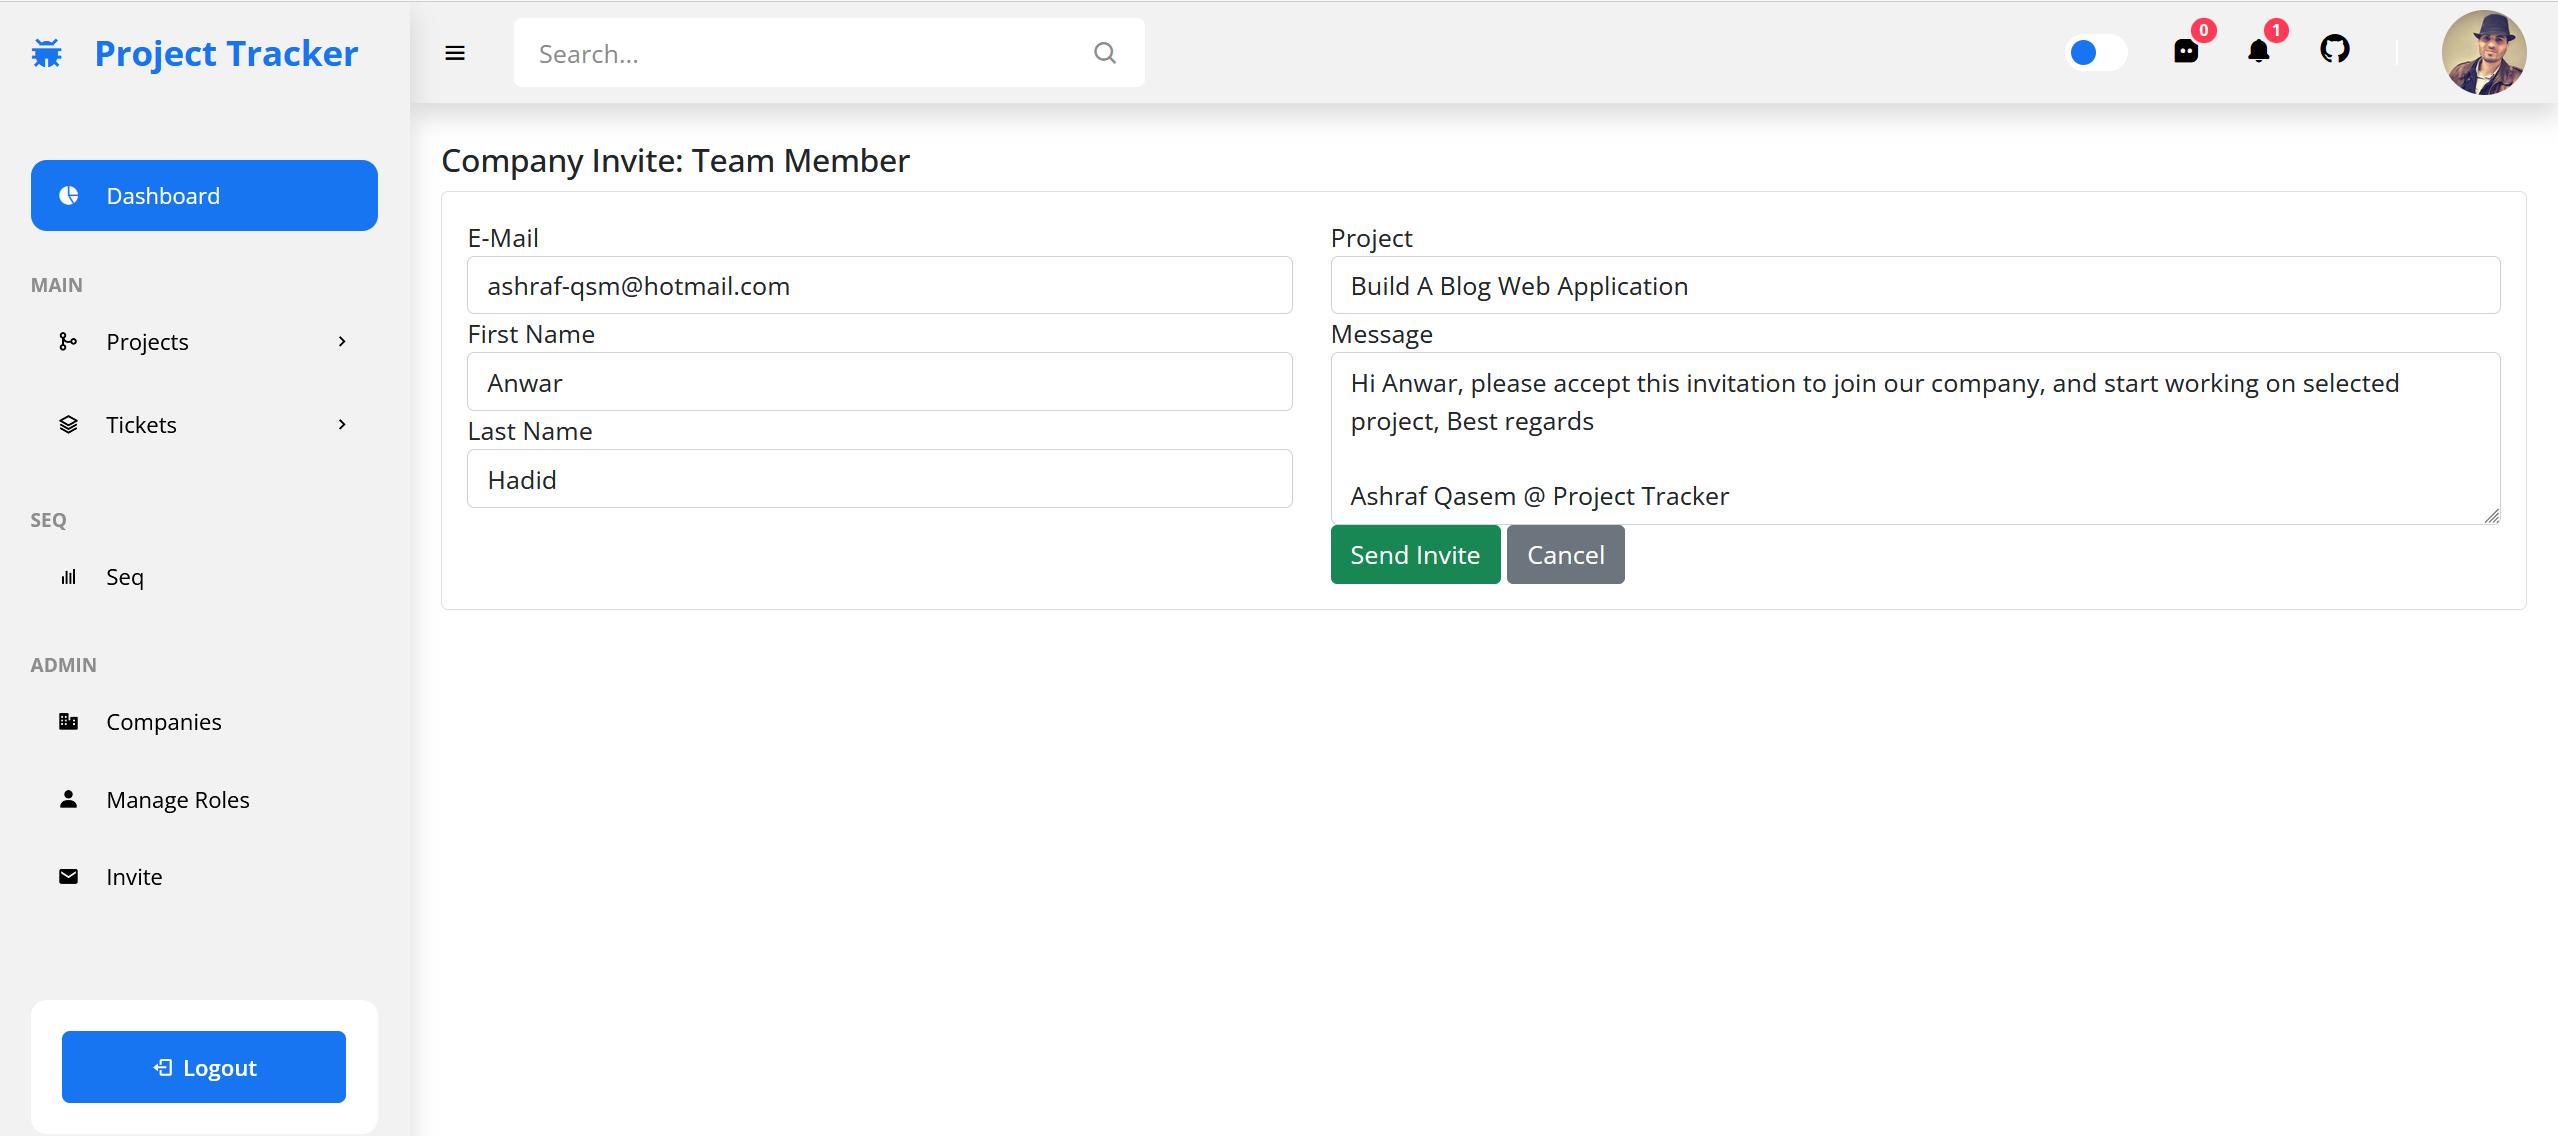 Project Tracker
Search...
0
1
Dashboard
MAIN
Projects
Tickets
SEQ
Seq
ADMIN
Companies
Manage Roles
Invite
Logout
Company Invite: Team Member
E-Mail
ashraf-qsm@hotmail.com
First Name
Anwar
Last Name
Hadid
Project
Build A Blog Web Application
Message
Hi Anwar, please accept this invitation to join our company, and start working on selected
project, Best regards
Ashraf Qasem @ Project Tracker
Send Invite
Cancel